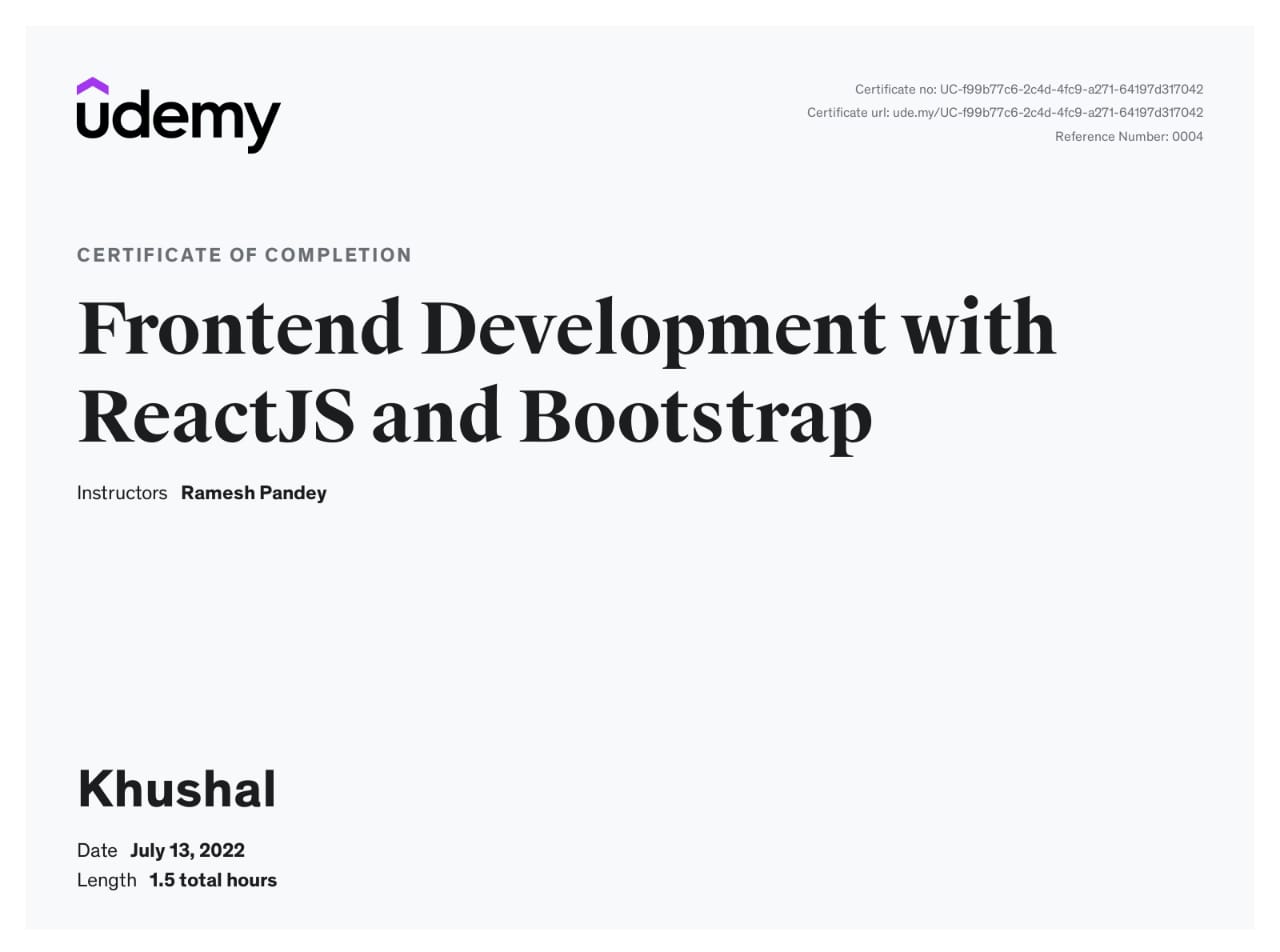 udemy
Certificate no: UC-f99b77c6-2c4d-4fc9-a271-64197d317042
Certificate url: ude.my/UC-f99b77c6-2c4d-4fc9-a271-64197d317042
Reference Number: 0004
CERTIFICATE OF COMPLETION
Frontend Development with
ReactJS and Bootstrap
Instructors Ramesh Pandey
Khushal
Date July 13, 2022
Length 1.5 total hours